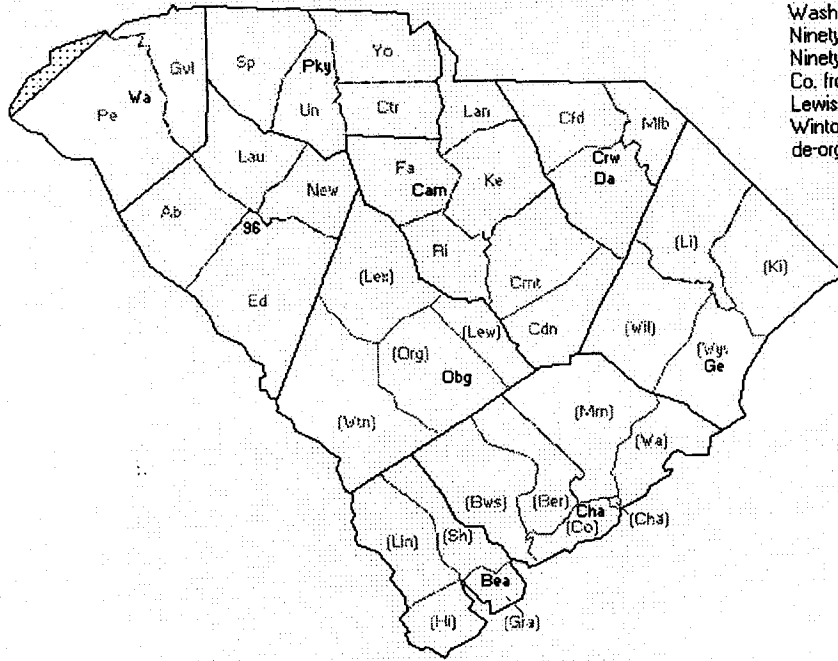 Wash
Ninety
Ninety
Co. fro
Lewis
Winto
de-org
Gvl
Sp
Pky
Yo
Wa
Pe
Un
Ctr
Lan
Cfd
Mlb
Lau
Fa
Cam
Ke
Crw
Da
New
Ab
96
Ri
(Lex)
(Li)
(Ki)
Ed
Cmt
Cdn
(Lew)
(Org)
(Wil)
Obg
Ge
(Wtn)
(Mrn)
(Wa)
(Bws)
(Ber)
Cha
(Co)
(Cha)
(Lin)
(Sh)
Bea
(Hi)
(Gra)